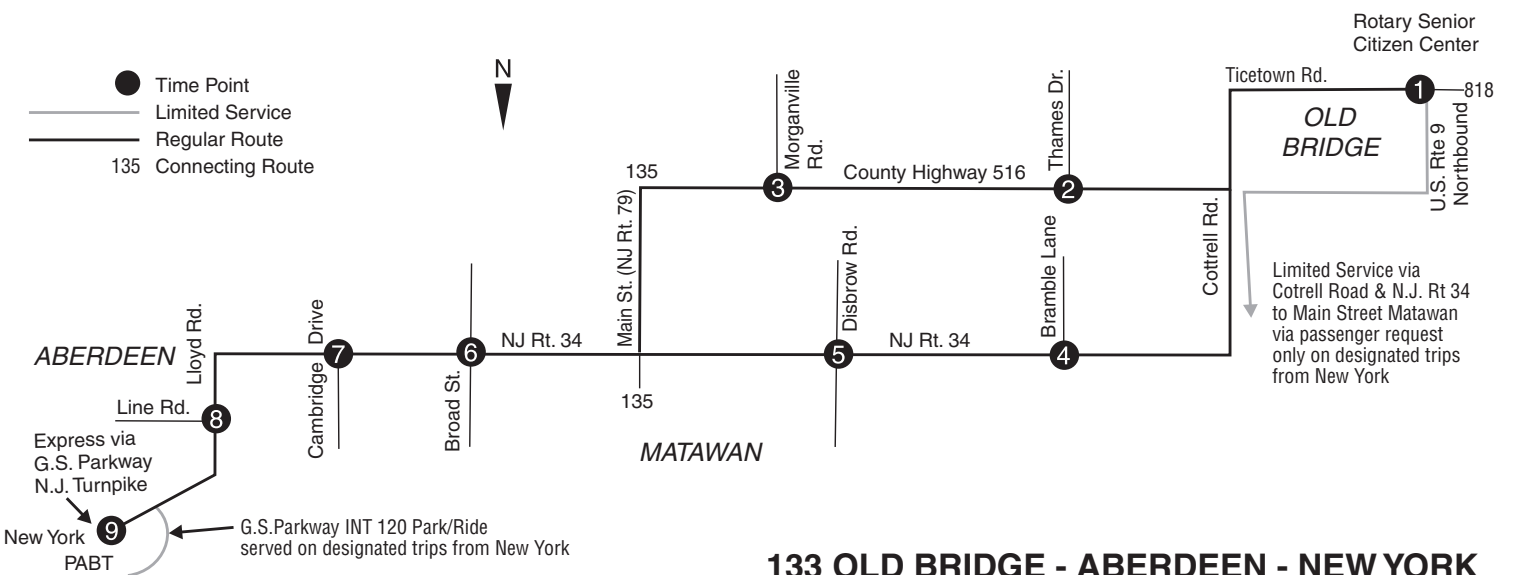 Rotary Senior
Citizen Center
N
Time Point
Limited Service
Regular Route
135 Connecting Route
Ticetown Rd.
1
818
OLD
BRIDGE
U.S. Rte 9
Northbound
Morganville
Rd.
Thames Dr.
135
3
County Highway 516
2
Main St. (NJ Rt. 79)
Cottrell Rd.
Disbrow Rd.
Bramble Lane
Limited Service via
Cotrell Road & N.J. Rt 34
to Main Street Matawan
via passenger request
only on designated trips
from New York
ABERDEEN
Lloyd Rd.
Cambridge Drive
7
Broad St.
6
NJ Rt. 34
5
NJ Rt. 34
4
135
MATAWAN
Line Rd.
8
Express via
G.S. Parkway
N.J. Turnpike
New York
PABT
9
G.S.Parkway INT 120 Park/Ride
served on designated trips from New York
133 OLD BRIDGE - ABERDEEN - NEW YORK